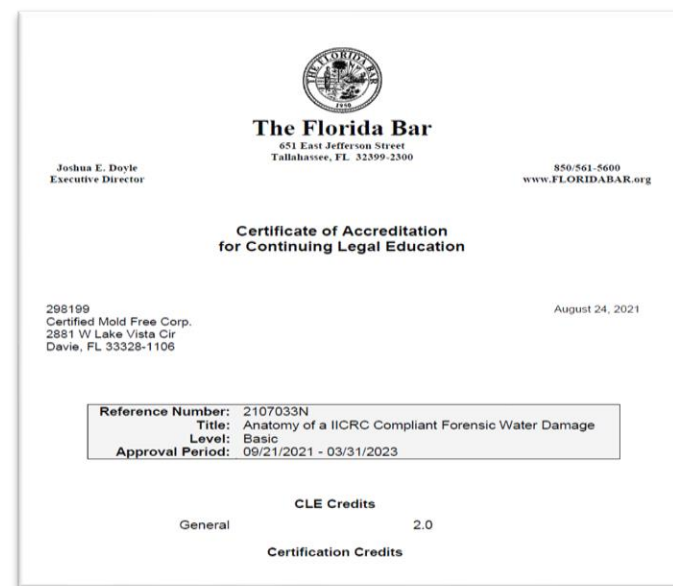 THE FLORIDA BAR
1950
The Florida Bar
651 East Jefferson Street
Tallahassee, FL 32399-2300
Joshua E. Doyle
Executive Director
850/561-5600
www.FLORIDABAR.org
Certificate of Accreditation
for Continuing Legal Education
298199
Certified Mold Free Corp.
2881 W Lake Vista Cir
Davie, FL 33328-1106
August 24, 2021
Reference Number: 2107033N
Title: Anatomy of a IICRC Compliant Forensic Water Damage
Level: Basic
Approval Period: 09/21/2021 - 03/31/2023
CLE Credits
General 2.0
Certification Credits